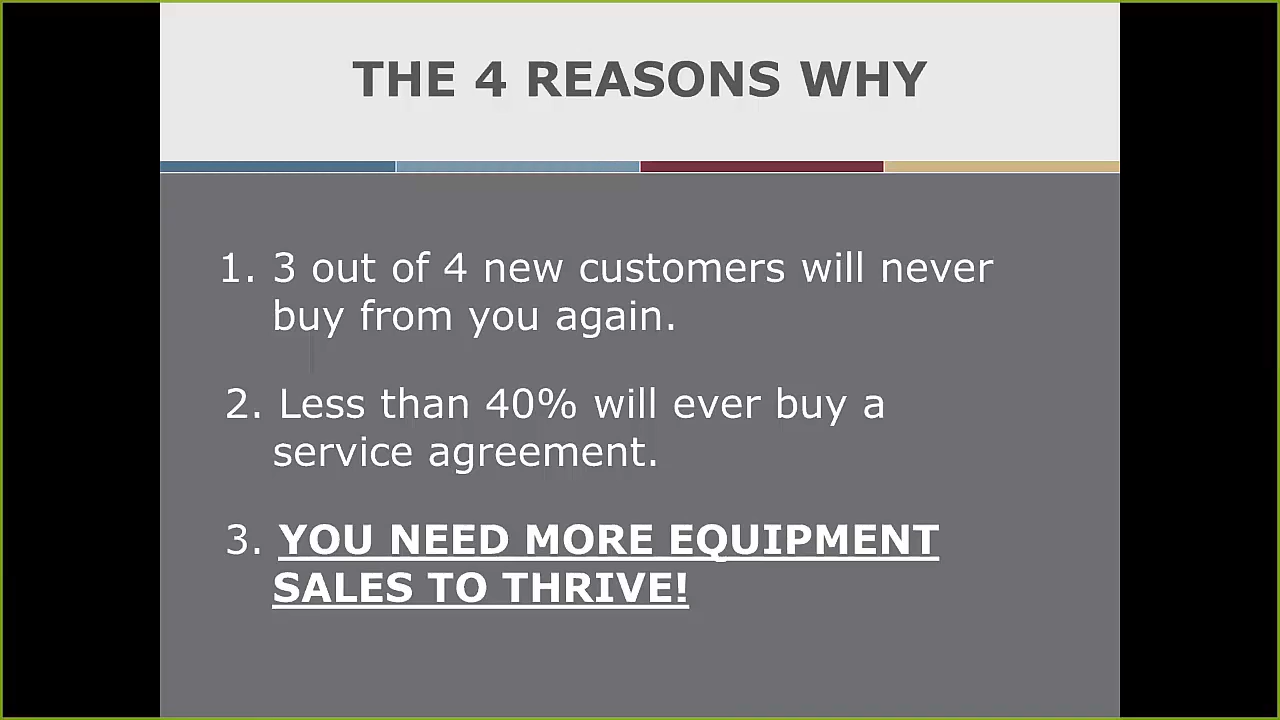 THE 4 REASONS WHY
1. 3 out of 4 new customers will never
buy from you again.
2. Less than 40% will ever buy a
service agreement.
3. YOU NEED MORE EQUIPMENT
SALES TO THRIVE!